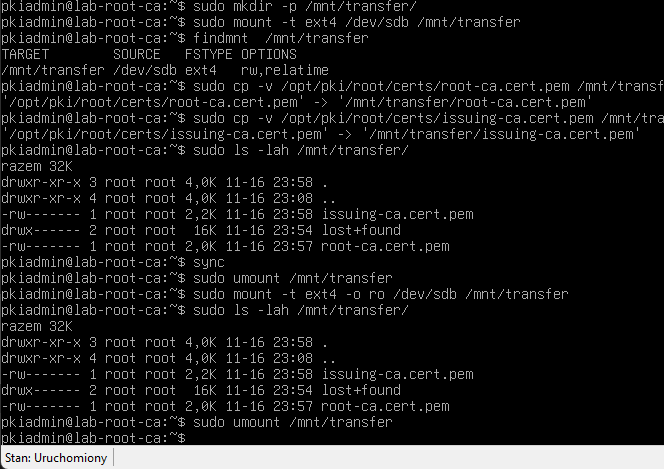 pkiadmin@lab-root-ca:~$ sudo mkdir -p /mnt/transfer/
pkiadmin@lab-root-ca:~$ sudo mount -t ext4 /dev/sdb /mnt/transfer
pkiadmin@lab-root-ca:~$ findmnt  /mnt/transfer
TARGET        SOURCE   FSTYPE OPTIONS
/mnt/transfer /dev/sdb ext4   rw,relatime
pkiadmin@lab-root-ca:~$ sudo cp -v /opt/pki/root/certs/root-ca.cert.pem /mnt/transf
'/opt/pki/root/certs/root-ca.cert.pem' -> '/mnt/transfer/root-ca.cert.pem'
pkiadmin@lab-root-ca:~$ sudo cp -v /opt/pki/root/certs/issuing-ca.cert.pem /mnt/tra
'/opt/pki/root/certs/issuing-ca.cert.pem' -> '/mnt/transfer/issuing-ca.cert.pem'
pkiadmin@lab-root-ca:~$ sudo ls -lah /mnt/transfer/
razem 32K
drwxr-xr-x 3 root root 4,0K 11-16 23:58 .
drwxr-xr-x 4 root root 4,0K 11-16 23:08 ..
-rw------- 1 root root 2,2K 11-16 23:58 issuing-ca.cert.pem
drwx------ 2 root root  16K 11-16 23:54 lost+found
-rw------- 1 root root 2,0K 11-16 23:57 root-ca.cert.pem
pkiadmin@lab-root-ca:~$ sync
pkiadmin@lab-root-ca:~$ sudo umount /mnt/transfer
pkiadmin@lab-root-ca:~$ sudo mount -t ext4 -o ro /dev/sdb /mnt/transfer
pkiadmin@lab-root-ca:~$ sudo ls -lah /mnt/transfer/
razem 32K
drwxr-xr-x 3 root root 4,0K 11-16 23:58 .
drwxr-xr-x 4 root root 4,0K 11-16 23:08 ..
-rw------- 1 root root 2,2K 11-16 23:58 issuing-ca.cert.pem
drwx------ 2 root root  16K 11-16 23:54 lost+found
-rw------- 1 root root 2,0K 11-16 23:57 root-ca.cert.pem
pkiadmin@lab-root-ca:~$ sudo umount /mnt/transfer
pkiadmin@lab-root-ca:~$
Stan: Uruchomiony